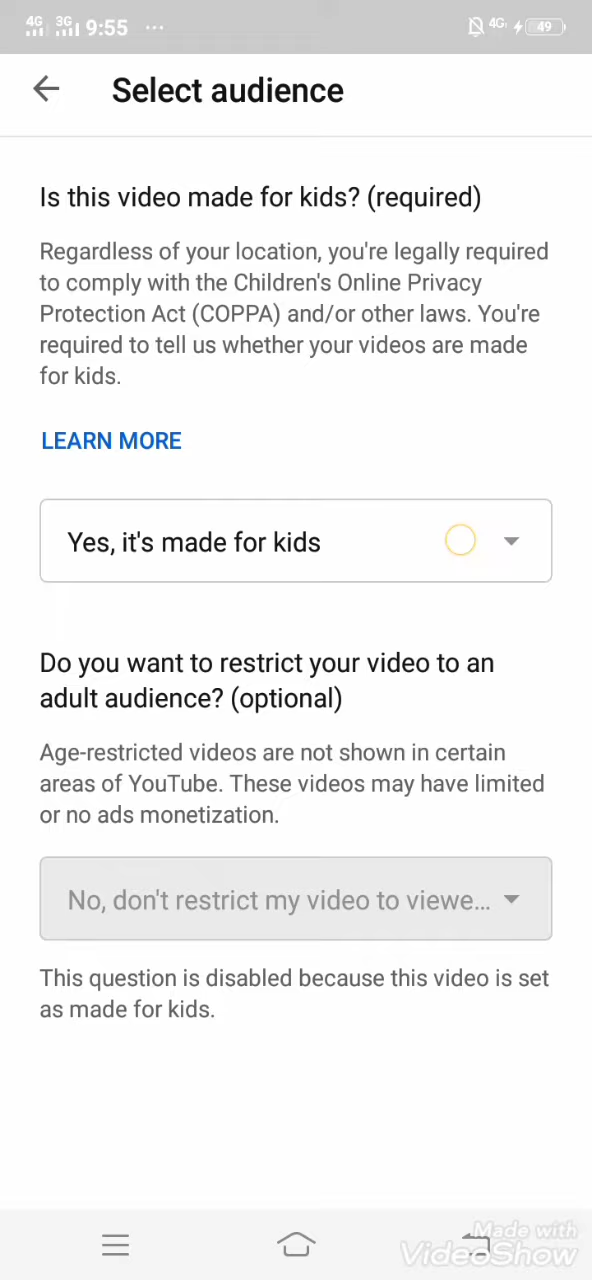 4G 3G 9:55 ... 4G 49
Select audience
Is this video made for kids? (required)
Regardless of your location, you're legally required
to comply with the Children's Online Privacy
Protection Act (COPPA) and/or other laws. You're
required to tell us whether your videos are made
for kids.
LEARN MORE
Yes, it's made for kids
Do you want to restrict your video to an
adult audience? (optional)
Age-restricted videos are not shown in certain
areas of YouTube. These videos may have limited
or no ads monetization.
No, don't restrict my video to viewe...
This question is disabled because this video is set
as made for kids.
Made with
VideoShow